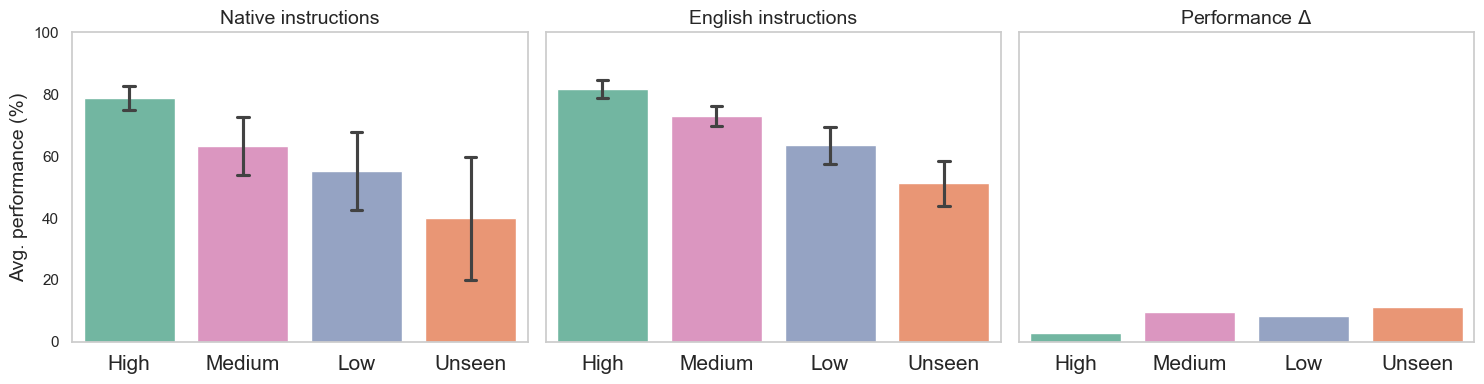 Native instructions
English instructions
Performance Δ
Avg. performance (%)
100
80
60
40
20
0
High Medium Low Unseen
High Medium Low Unseen
High Medium Low Unseen